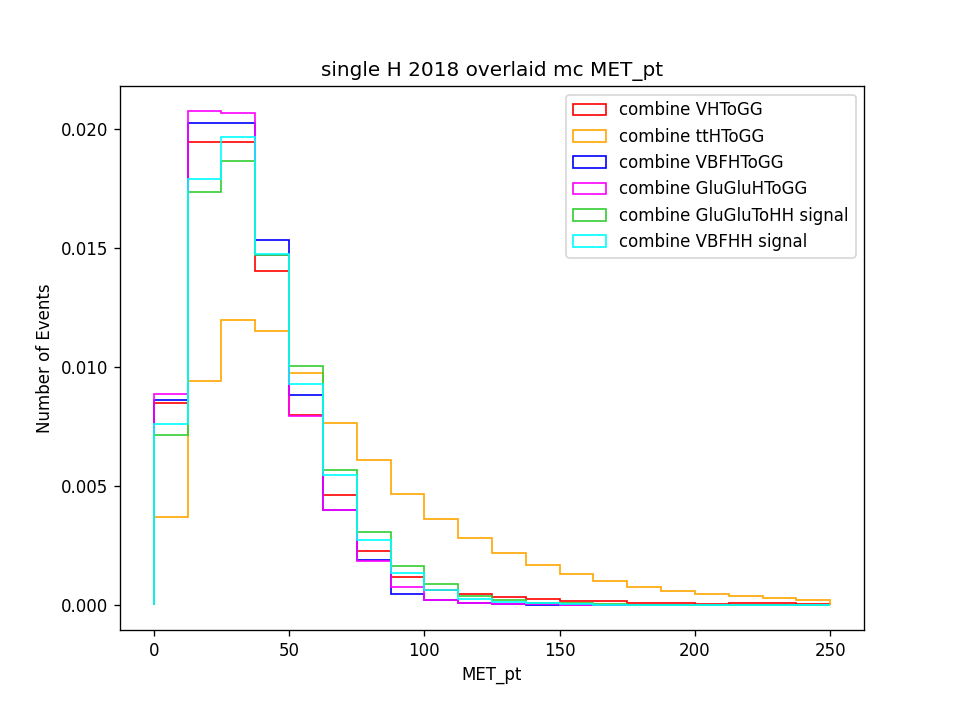 single H 2018 overlaid mc MET_pt
combine VHToGG
combine ttHToGG
combine VBFHToGG
combine GluGluHToGG
combine GluGluToHH signal
combine VBFHH signal
Number of Events
0.020
0.015
0.010
0.005
0.000
0 50 100 150 200 250
MET_pt